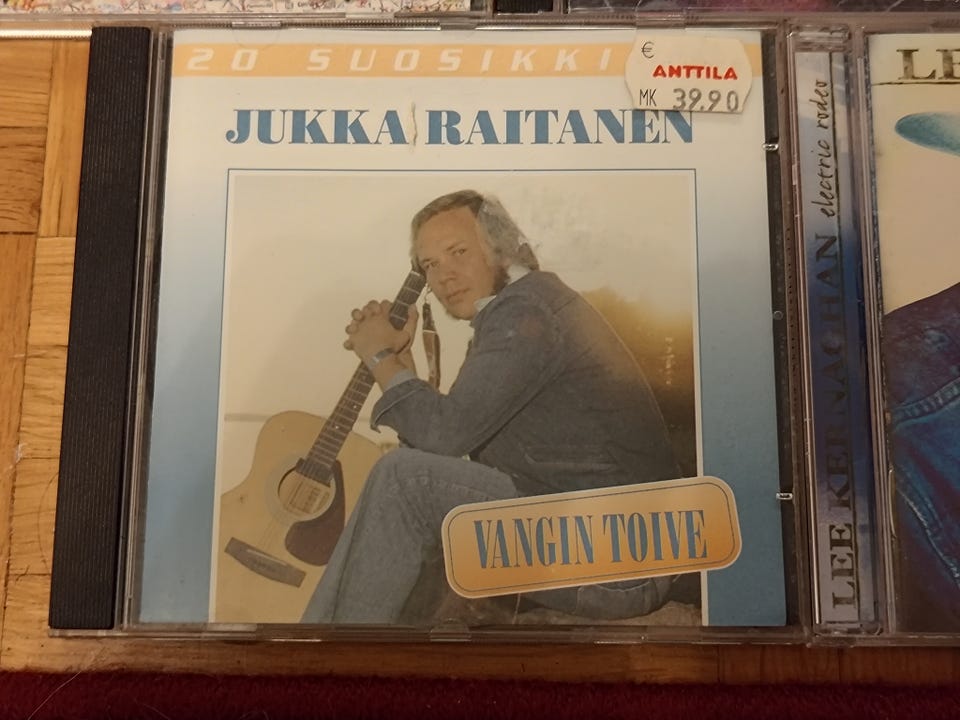 20 SUOSIKKI
€
ANTTILA
MK 39.90
JUKKA RAITANEN
VANGIN TOIVE
LEE KERNAGHAN electric rodeo
LE